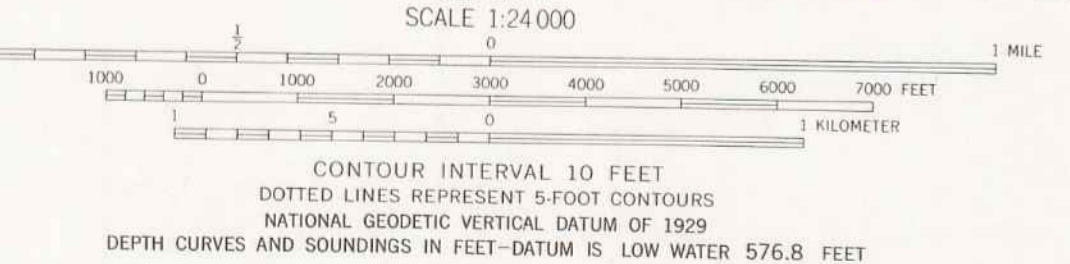 SCALE 1:24 000
1/2 0 1 MILE
1000 0 1000 2000 3000 4000 5000 6000 7000 FEET
1 5 0 1 KILOMETER
CONTOUR INTERVAL 10 FEET
DOTTED LINES REPRESENT 5-FOOT CONTOURS
NATIONAL GEODETIC VERTICAL DATUM OF 1929
DEPTH CURVES AND SOUNDINGS IN FEET—DATUM IS LOW WATER 576.8 FEET